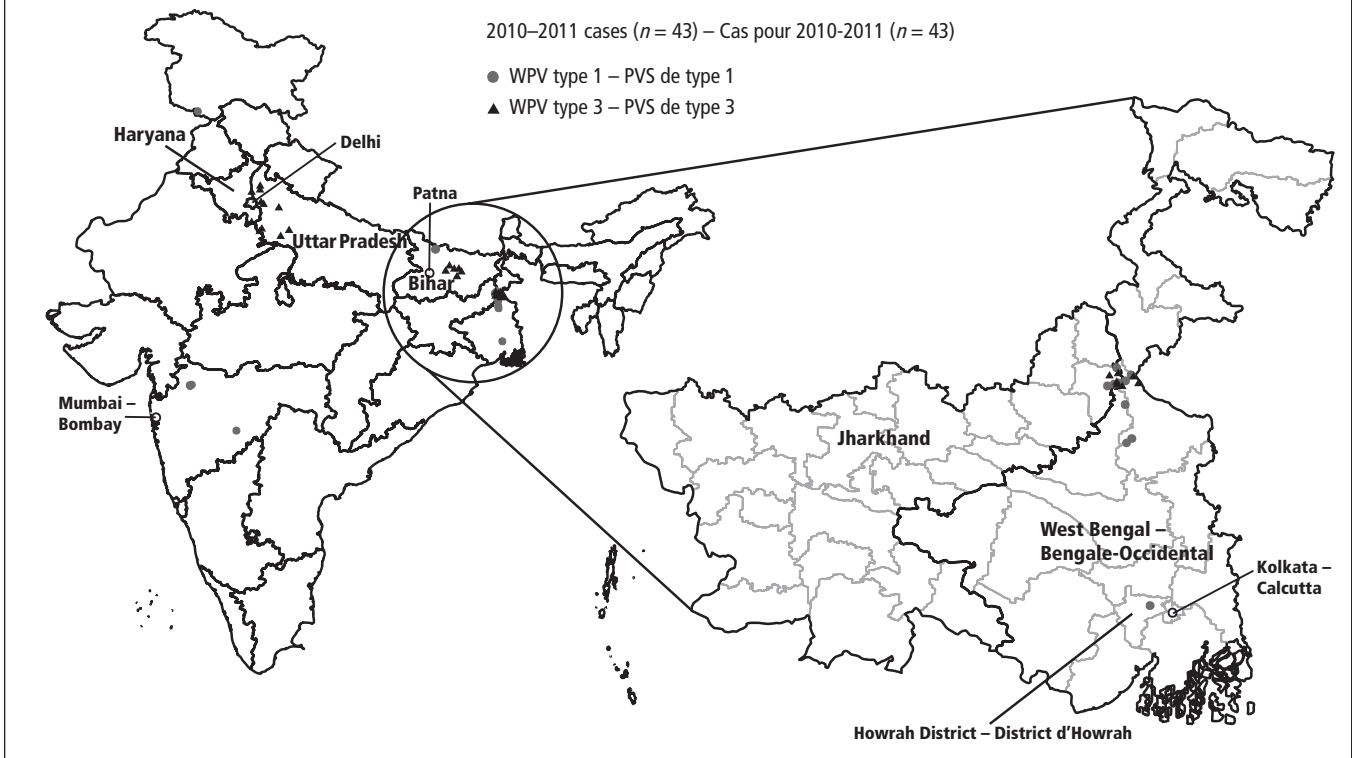 2010–2011 cases (n = 43) – Cas pour 2010-2011 (n = 43)
WPV type 1 – PVS de type 1
WPV type 3 – PVS de type 3
Haryana
Delhi
Patna
Uttar Pradesh
Bihar
Mumbai –
Bombay
Jharkhand
West Bengal –
Bengale-Occidental
Kolkata –
Calcutta
Howrah District – District d'Howrah